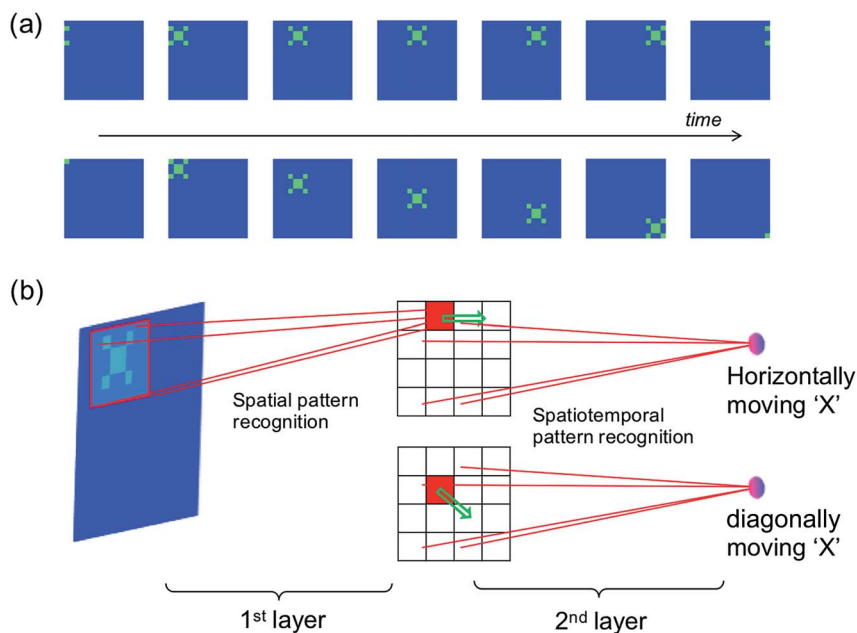 (a)
time
(b)
Spatial pattern
recognition
Spatiotemporal
pattern recognition
Horizontally
moving ‘X’
diagonally
moving ‘X’
1st layer
2nd layer